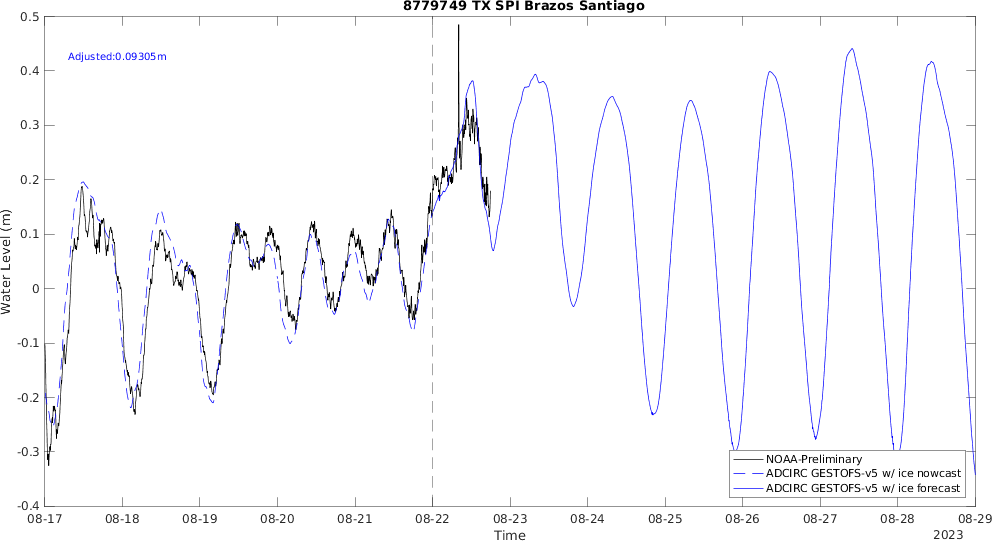 8779749 TX SPI Brazos Santiago
Adjusted:0.09305m
Water Level (m)
0.5
0.4
0.3
0.2
0.1
0
-0.1
-0.2
-0.3
-0.4
NOAA-Preliminary
ADCIRC GESTOFS-v5 w/ ice nowcast
ADCIRC GESTOFS-v5 w/ ice forecast
08-17 08-18 08-19 08-20 08-21 08-22 08-23 08-24 08-25 08-26 08-27 08-28 08-29
Time
2023